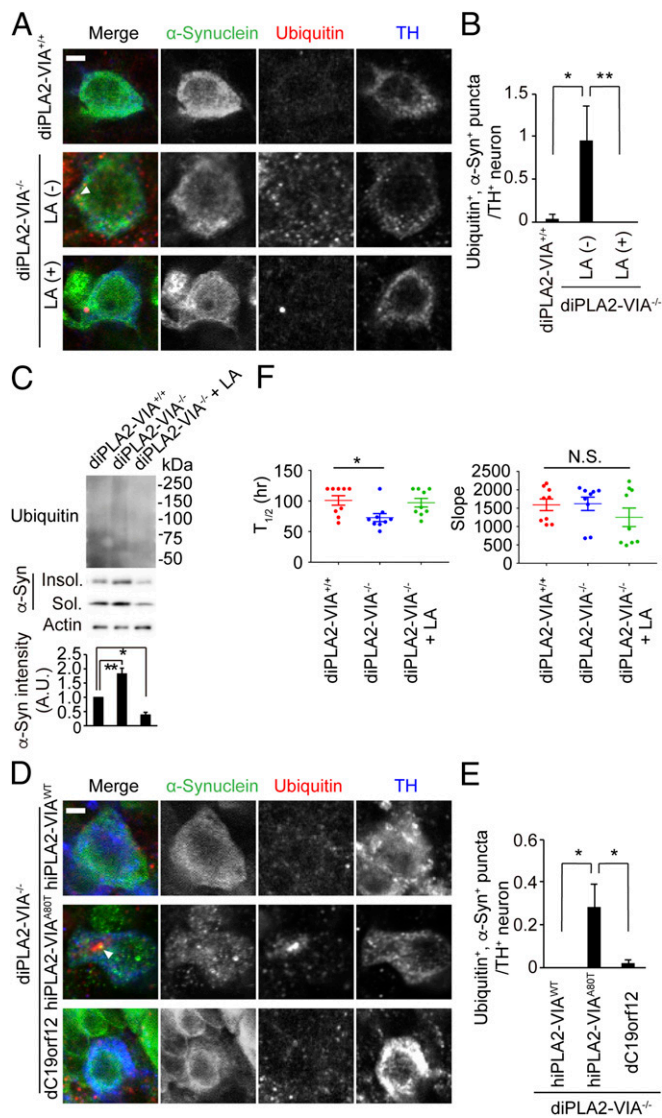 A
Merge α-Synuclein Ubiquitin TH
diPLA2-VIA+/+
diPLA2-VIA-/-
LA (-)
LA (+)
B
Ubiquitin+, α-Syn+ puncta
/TH+ neuron
* **
1.5
1
0.5
0
diPLA2-VIA+/+
LA (-)
LA (+)
diPLA2-VIA-/-
C
diPLA2-VIA+/+
diPLA2-VIA-/-
diPLA2-VIA-/- + LA
kDa
Ubiquitin
-250
-150
-100
-75
-50
α-Syn
Insol.
Sol.
Actin
α-Syn intensity
(A.U.)
2.5
2.0
1.5
1.0
0.5
0
*
**
F
T1/2 (hr)
*
150
100
50
0
diPLA2-VIA+/+
diPLA2-VIA-/-
diPLA2-VIA-/-
+ LA
Slope
N.S.
2500
2000
1500
1000
500
0
diPLA2-VIA+/+
diPLA2-VIA-/-
diPLA2-VIA-/-
+ LA
D
Merge α-Synuclein Ubiquitin TH
diPLA2-VIA-/-
hiPLA2-VIAWT
hiPLA2-VIAA80T
dC19orf12
E
Ubiquitin+, α-Syn+ puncta
/TH+ neuron
* *
0.6
0.4
0.2
0
hiPLA2-VIAWT
hiPLA2-VIAA80T
dC19orf12
diPLA2-VIA-/-